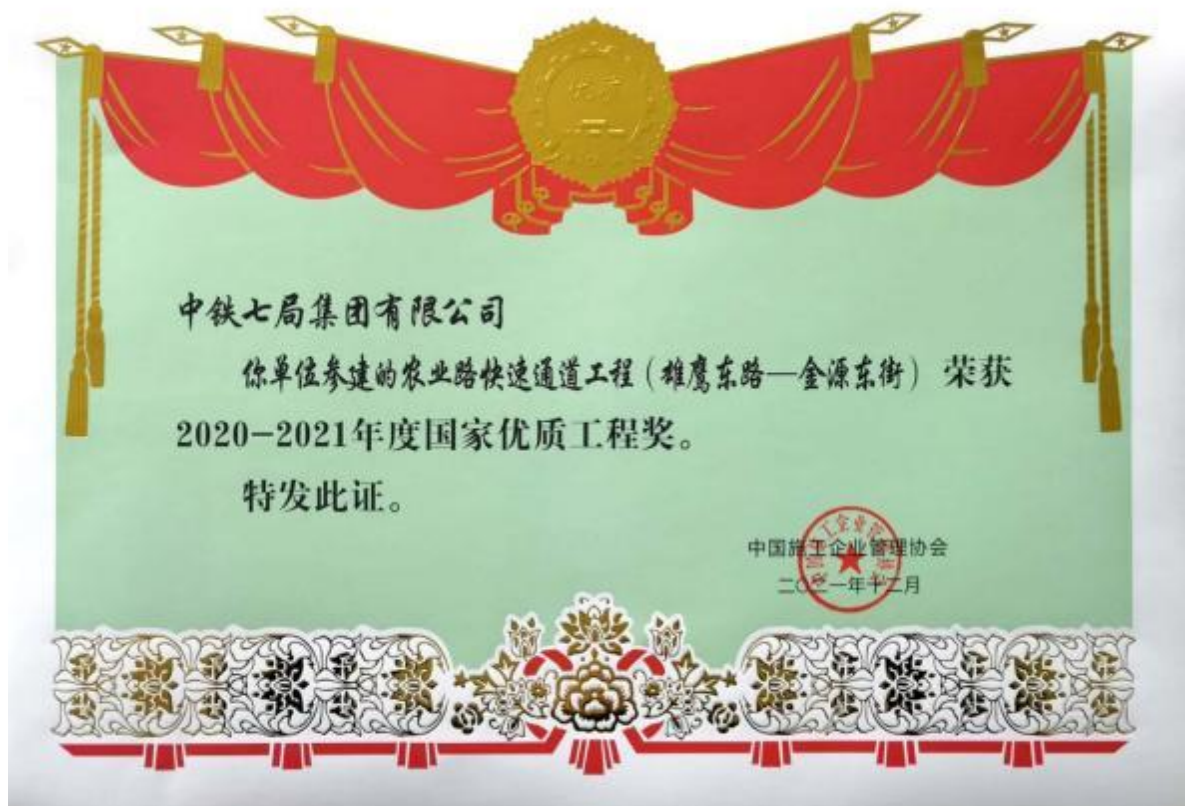 优质
中铁七局集团有限公司
你单位参建的农业路快速通道工程（雄鹰东路—金源东街）荣获
2020-2021年度国家优质工程奖。
特发此证。
中国施工企业管理协会
二〇二一年十二月